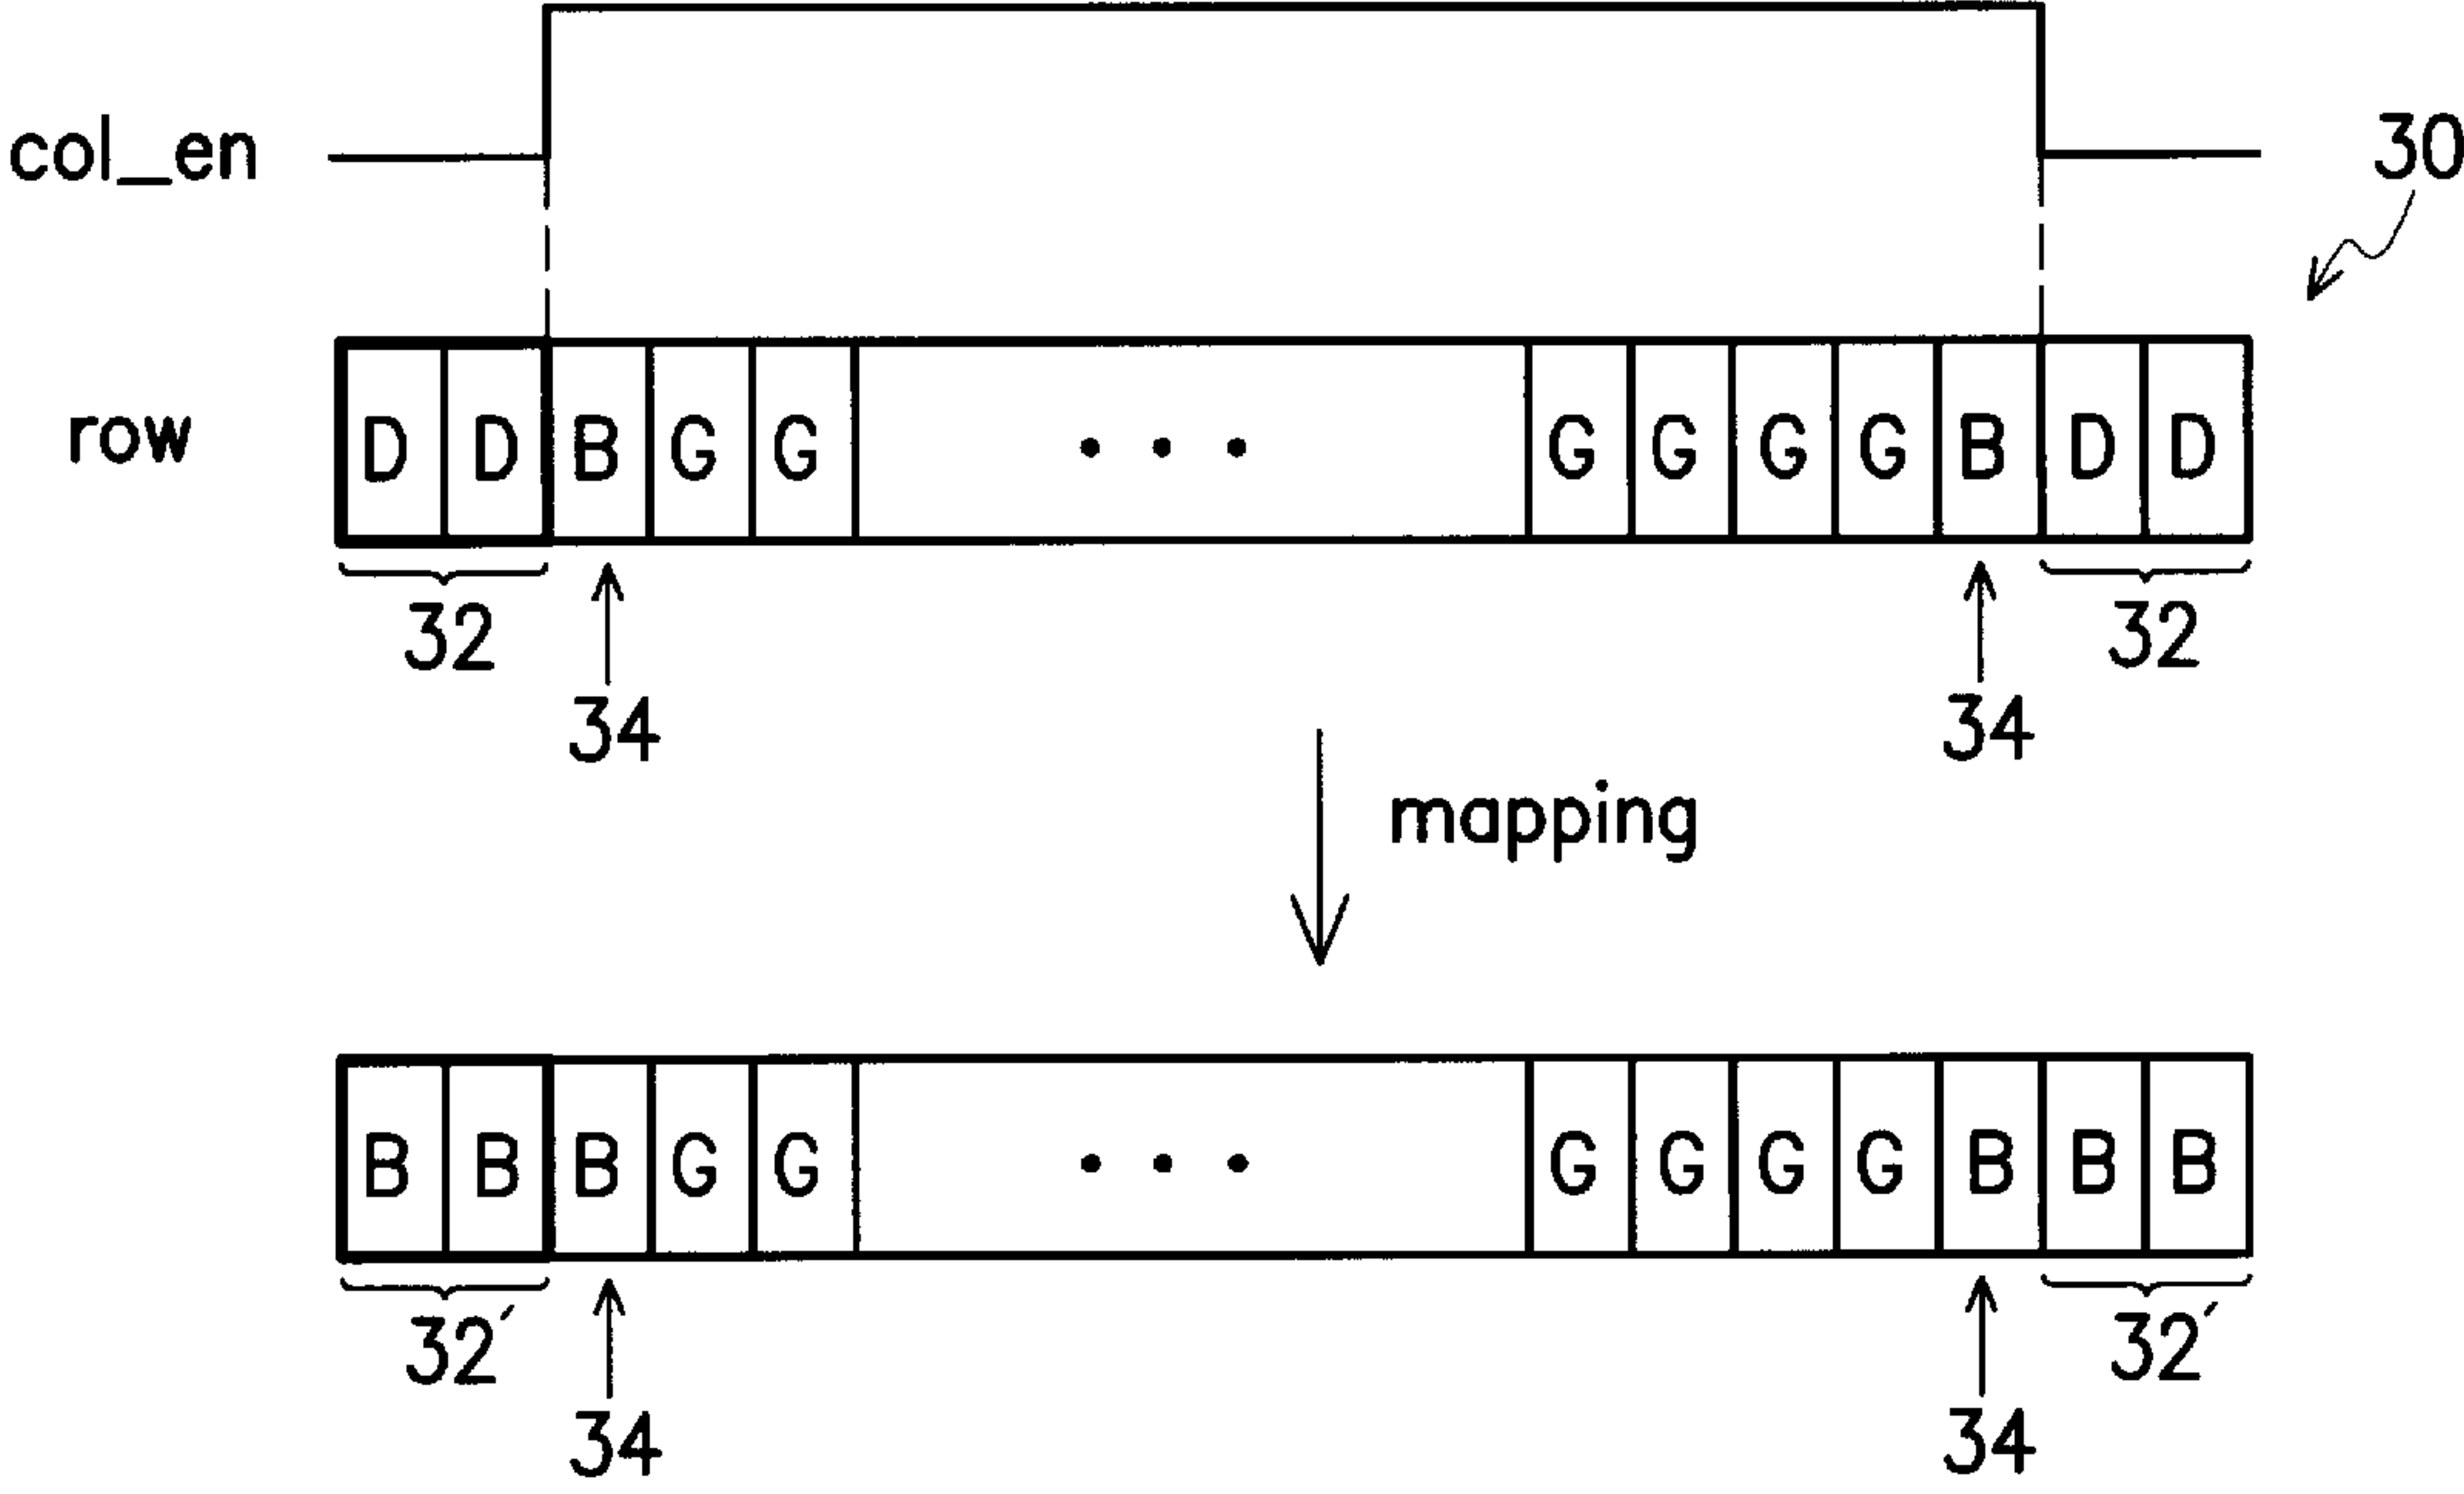 col_en
30
row D D B G G • • • G G G G B D D
32 32
34 34
mapping
B B B G G • • • G G G G B B B
32′ 32′
34 34